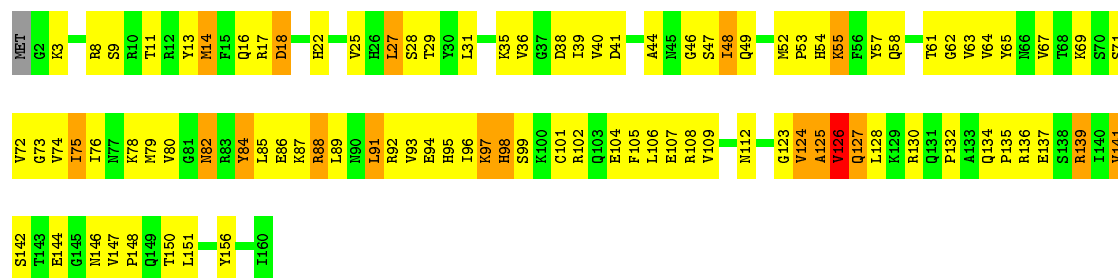 MET G2 K3 R8 S9 R10 T11 R12 Y13 M14 F15 Q16 R17 D18 H22 V25 H26 L27 S28 T29 Y30 L31 K35 V36 G37 D38 I39 V40 D41 A44 N45 G46 S47 I48 Q49 M52 P53 H54 K55 F56 Y57 Q58 T61 G62 V63 V64 Y65 N66 V67 T68 K69 S70 S71
V72 G73 V74 I75 I76 N77 K78 M79 V80 G81 N82 R83 Y84 L85 E86 K87 R88 L89 N90 L91 R92 V93 E94 H95 I96 K97 H98 S99 K100 C101 R102 Q103 E104 F105 L106 E107 R108 V109 N112 G123 V124 A125 V126 Q127 L128 K129 R130 Q131 P132 A133 Q134 P135 R136 E137 S138 R139 I140 V141
S142 T143 E144 G145 N146 V147 P148 Q149 T150 L151 Y156 I160